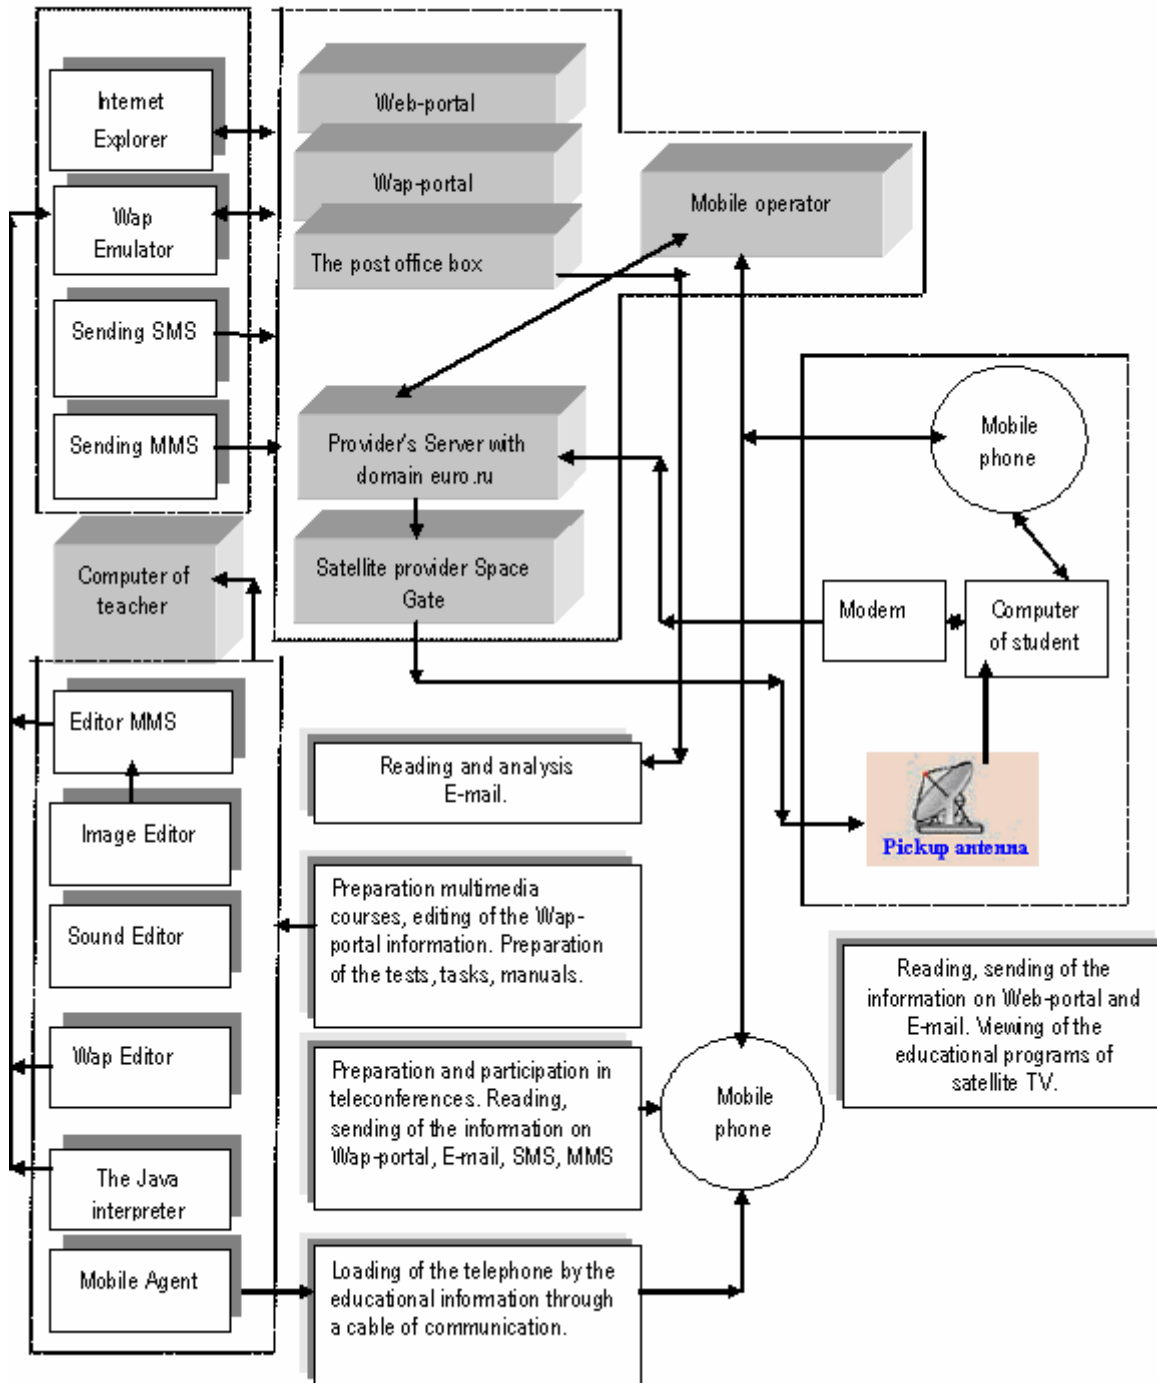 Internet
Explorer
Wap
Emulator
Sending SMS
Sending MMS
Web-portal
Wap-portal
The post office box
Mobile operator
Provider's Server with
domain euro.ru
Satellite provider Space
Gate
Computer of
teacher
Mobile
phone
Modem
Computer
of student
Pickup antenna
Editor MMS
Image Editor
Sound Editor
Wap Editor
The Java
interpreter
Mobile Agent
Reading and analysis
E-mail.
Preparation multimedia
courses, editing of the Wap-
portal information. Preparation
of the tests, tasks, manuals.
Preparation and participation in
teleconferences. Reading,
sending of the information on
Wap-portal, E-mail, SMS, MMS
Loading of the telephone by the
educational information through
a cable of communication.
Mobile
phone
Reading, sending of the
information on Web-portal and
E-mail. Viewing of the
educational programs of
satellite TV.